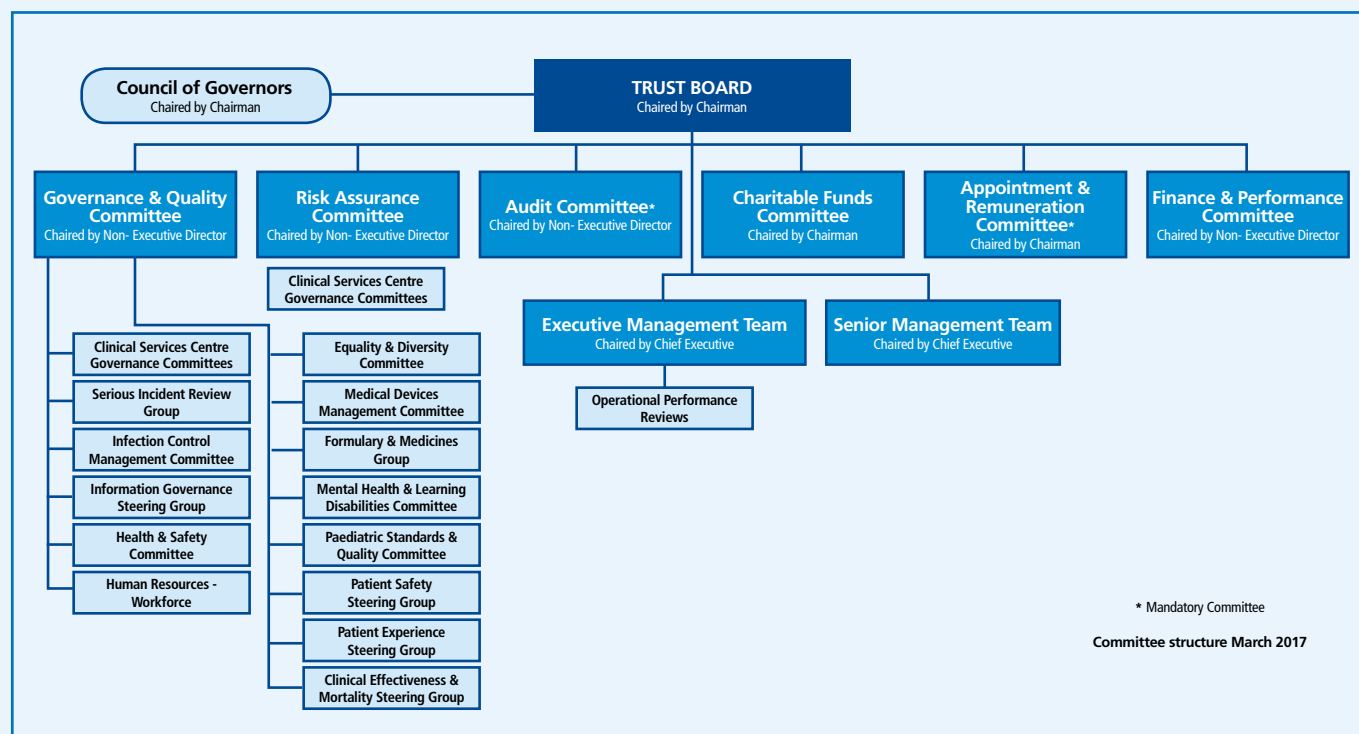 Council of Governors
Chaired by Chairman
TRUST BOARD
Chaired by Chairman
Governance & Quality
Committee
Chaired by Non- Executive Director
Risk Assurance
Committee
Chaired by Non- Executive Director
Audit Committee*
Chaired by Non- Executive Director
Charitable Funds
Committee
Chaired by Chairman
Appointment &
Remuneration
Committee*
Chaired by Chairman
Finance & Performance
Committee
Chaired by Non- Executive Director
Clinical Services Centre
Governance Committees
Executive Management Team
Chaired by Chief Executive
Senior Management Team
Chaired by Chief Executive
Operational Performance
Reviews
Clinical Services Centre
Governance Committees
Serious Incident Review
Group
Infection Control
Management Committee
Information Governance
Steering Group
Health & Safety
Committee
Human Resources -
Workforce
Equality & Diversity
Committee
Medical Devices
Management Committee
Formulary & Medicines
Group
Mental Health & Learning
Disabilities Committee
Paediatric Standards &
Quality Committee
Patient Safety
Steering Group
Patient Experience
Steering Group
Clinical Effectiveness &
Mortality Steering Group
* Mandatory Committee
Committee structure March 2017